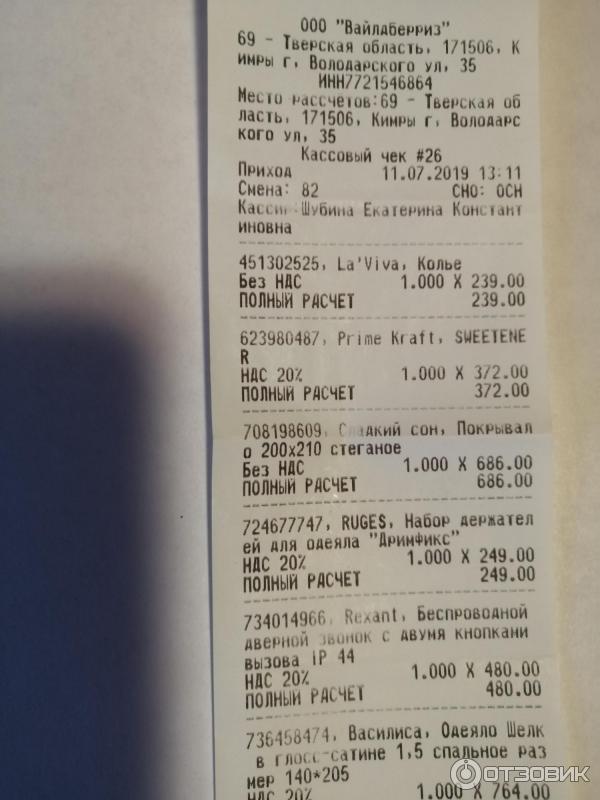 ООО "Вайлдберриз"
69 - Тверская область, 171506, К
имры г, Володарского ул, 35
ИНН7721546864
Место рассчетов:69 - Тверская об
ласть, 171506, Кимры г, Володарс
кого ул, 35
Кассовый чек #26
Приход 11.07.2019 13:11
Смена: 82 СНО: ОСН
Кассир:Шубина Екатерина Констант
иновна
451302525, La'Viva, Колье
Без НДС 1.000 X 239.00
ПОЛНЫЙ РАСЧЕТ 239.00
623980487, Prime Kraft, SWEETENE
R
НДС 20% 1.000 X 372.00
ПОЛНЫЙ РАСЧЕТ 372.00
708198609, Сладкий сон, Покрывал
о 200х210 стеганое
Без НДС 1.000 X 686.00
ПОЛНЫЙ РАСЧЕТ 686.00
724677747, RUGES, Набор держател
ей для одеяла "Дримфикс"
НДС 20% 1.000 X 249.00
ПОЛНЫЙ РАСЧЕТ 249.00
734014966, Rexant, Беспроводной
дверной звонок с двумя кнопками
вызова IP 44
НДС 20% 1.000 X 480.00
ПОЛНЫЙ РАСЧЕТ 480.00
736458474, Василиса, Одеяло Шелк
в глосс-сатине 1,5 спальное раз
мер 140*205
НДС 20% 1.000 X 764.00
ОТЗОВИК